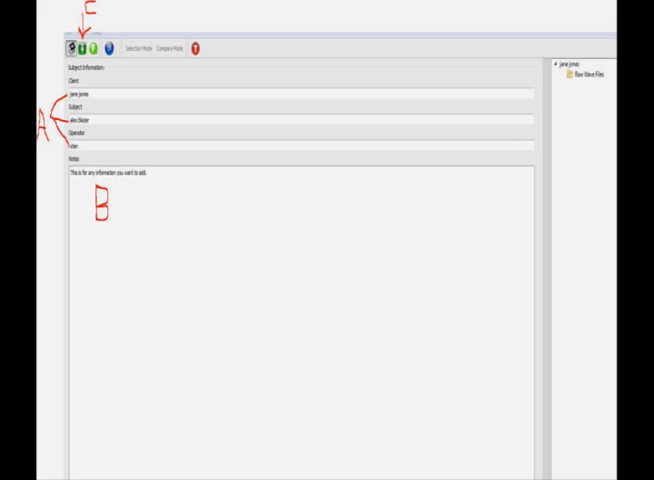 C
Selection Mode Compare Mode T
Subject Information:
Client
jane jones
Subject
alex blazer
Operator
stan
Notes
This is for any information you want to add.
A
B
jane jones
Raw Wave Files